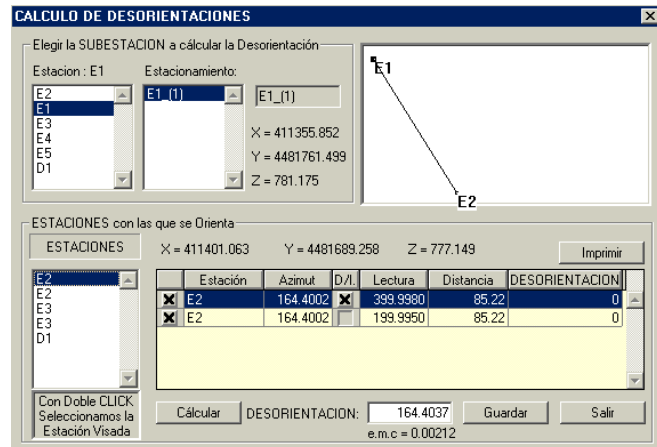 CALCULO DE DESORIENTACIONES
Elegir la SUBESTACION a cálcular la Desorientación
Estacion : E1
Estacionamiento:
E2
E1
E3
E4
E5
D1
E1_(1)
E1_(1)
X = 411355.852
Y = 4481761.499
Z = 781.175
E1
E2
ESTACIONES con las que se Orienta
ESTACIONES
X = 411401.063 Y = 4481689.258 Z = 777.149
Imprimir
E2
E2
E3
E3
D1
Estación Azimut D/I. Lectura Distancia DESORIENTACION
E2 164.4002 399.9980 85.22 0
E2 164.4002 199.9950 85.22 0
Con Doble CLICK
Seleccionamos la
Estación Visada
Cálcular DESORIENTACION: 164.4037 Guardar Salir
e.m.c = 0.00212